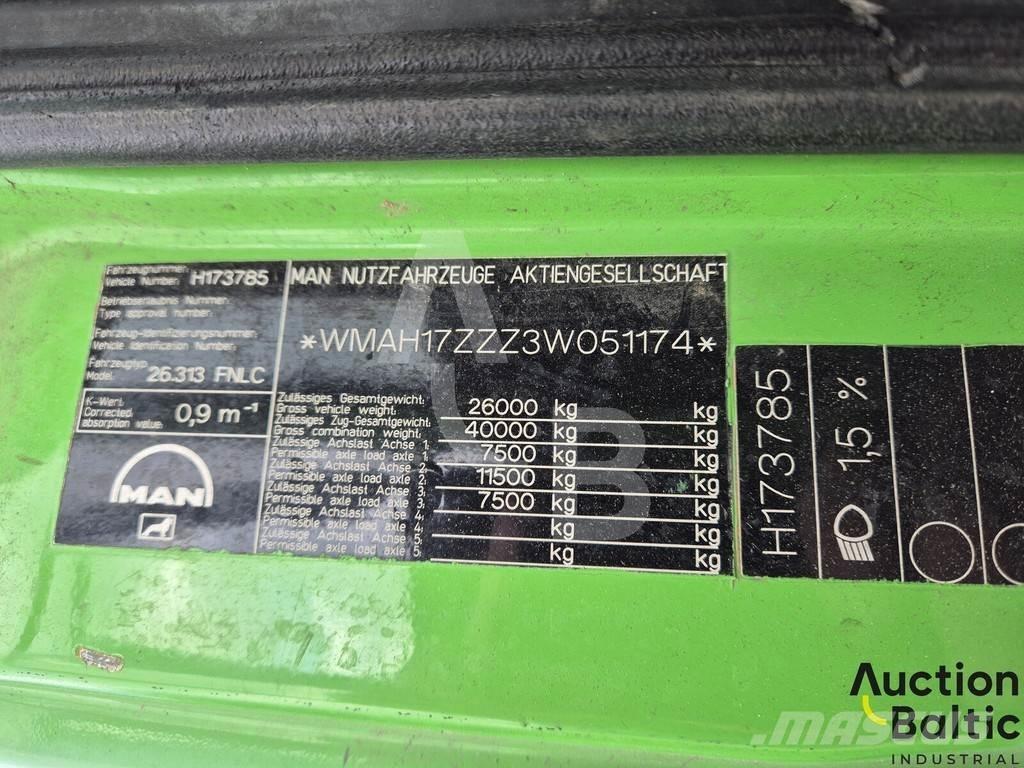 Fahrzeugnummer:
Vehicle Number: H173785
Betriebserlaubnis Nummer:
Type approval number:
Fahrzeug-Identifizierungsnummer:
Vehicle Identification Number:
Fahrzeugtyp:
Model: 26.313 FNLC
K-Wert:
Corrected
absorption value: 0,9 m⁻¹
MAN
MAN NUTZFAHRZEUGE AKTIENGESELLSCHAFT
*WMAH17ZZZ3W051174*
Zulässiges Gesamtgewicht:
Gross vehicle weight: 26000 kg kg
Zulässiges Zug-Gesamtgewicht:
Gross combination weight: 40000 kg kg
Zulässige Achslast Achse 1:
Permissible axle load axle 1: 7500 kg kg
Zulässige Achslast Achse 2:
Permissible axle load axle 2: 11500 kg kg
Zulässige Achslast Achse 3:
Permissible axle load axle 3: 7500 kg kg
Zulässige Achslast Achse 4:
Permissible axle load axle 4: kg kg
Zulässige Achslast Achse 5:
Permissible axle load axle 5: kg kg
H173785
1,5 %
AB
Auction
Baltic
INDUSTRIAL
MASCUS